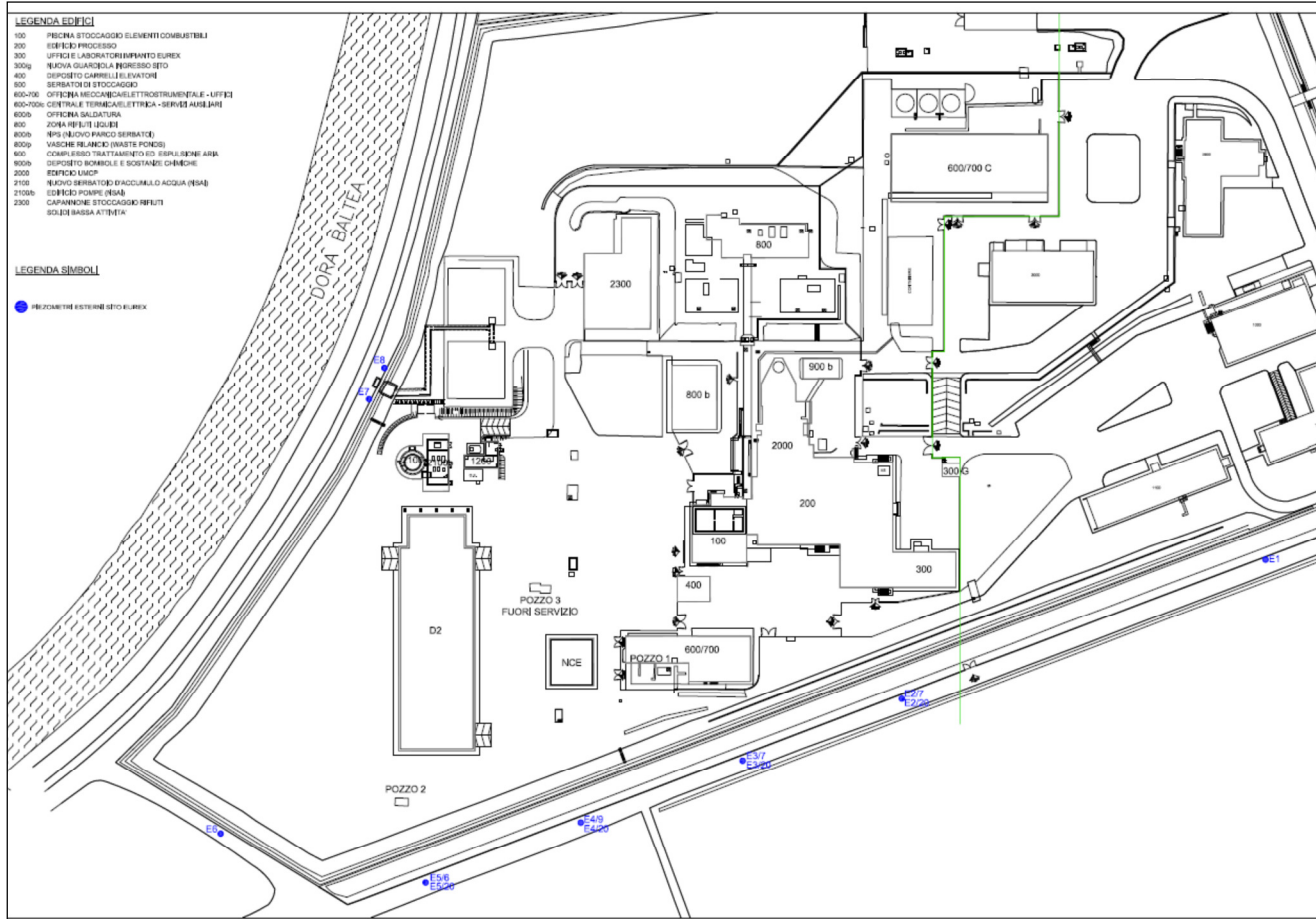 LEGENDA EDIFICI
100 PISCINA STOCCAGGIO ELEMENTI COMBUSTIBILI
200 EDIFICIO PROCESSO
300 UFFICI E LABORATORI IMPIANTO EUREX
300g NUOVA GUARDIOLA INGRESSO SITO
400 DEPOSITO CARRELLI ELEVATORI
500 SERBATOI DI STOCCAGGIO
600-700 OFFICINA MECCANICA/ELETTROSTRUMENTALE - UFFICI
600-700c CENTRALE TERMICA/ELETTRICA - SERVIZI AUSILIARI
600/b OFFICINA SALDATURA
800 ZONA RIFIUTI LIQUIDI
800/b NPS (NUOVO PARCO SERBATOI)
800/p VASCHE RILANCIO (WASTE PONDS)
900 COMPLESSO TRATTAMENTO ED ESPULSIONE ARIA
900/b DEPOSITO BOMBOLE E SOSTANZE CHIMICHE
2000 EDIFICIO UMCP
2100 NUOVO SERBATOIO D'ACCUMULO ACQUA (NSAI)
2100/b EDIFICIO POMPE (NSAI)
2300 CAPANNONE STOCCAGGIO RIFIUTI
SOLIDI BASSA ATTIVITA'
LEGENDA SIMBOLI
PIEZOMETRI ESTERNI SITO EUREX
DORA BALTEA
600/700 C
800
2300
E8
E7
900 b
800 b
2000
300 G
200
100
300
400
E1
POZZO 3
FUORI SERVIZIO
D2
NCE
600/700
POZZO 1
E2/7
E2/20
E3/7
E3/20
POZZO 2
E4/9
E4/20
E6
E5/6
E5/20